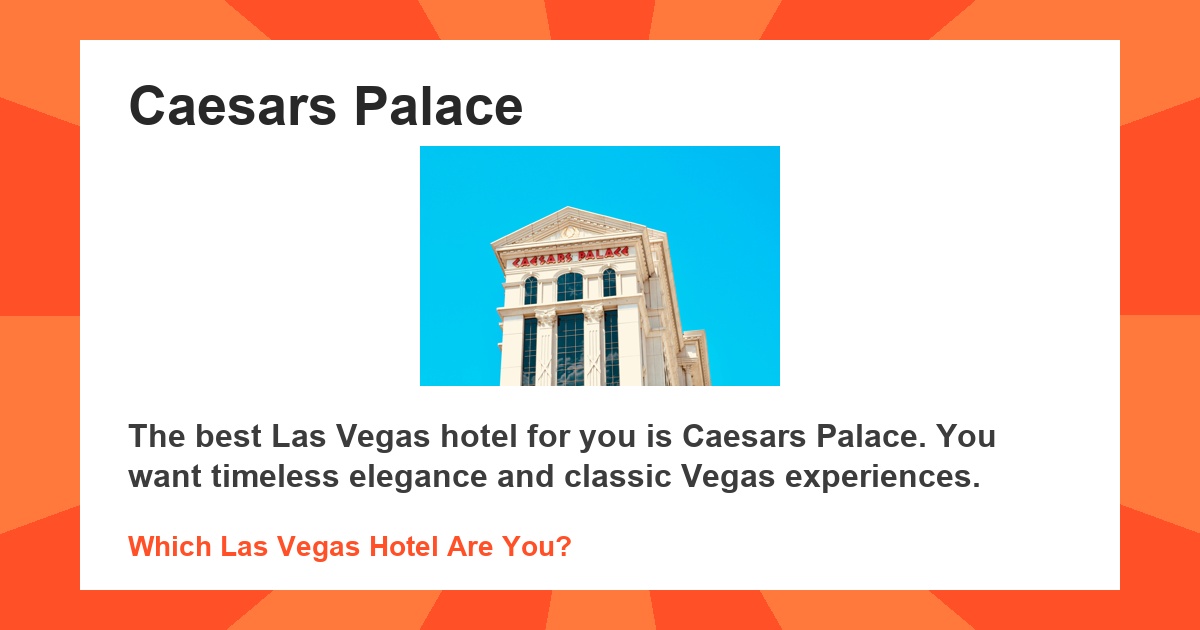 Caesars Palace
CAESARS PALACE
The best Las Vegas hotel for you is Caesars Palace. You
want timeless elegance and classic Vegas experiences.
Which Las Vegas Hotel Are You?